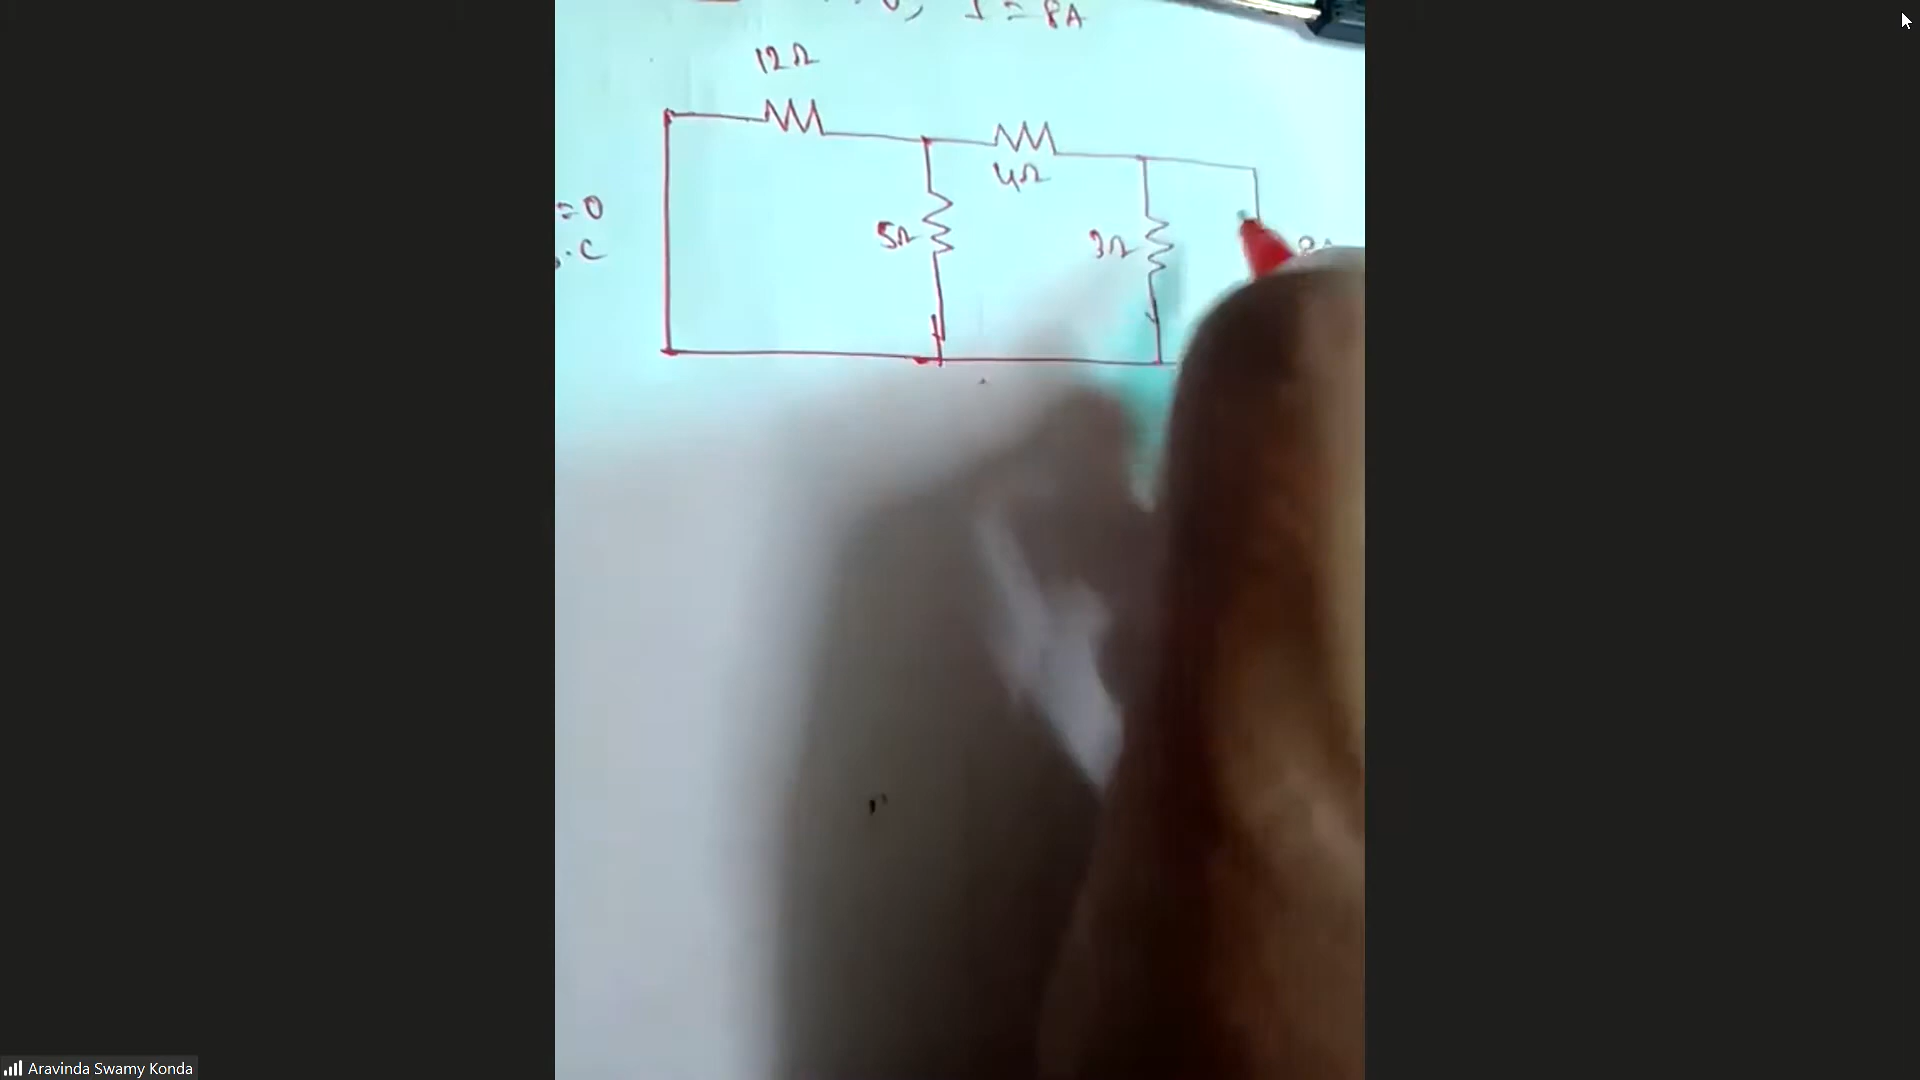 I = 8A
12Ω
4Ω
= 0
5Ω
3Ω
.C
Aravinda Swamy Konda